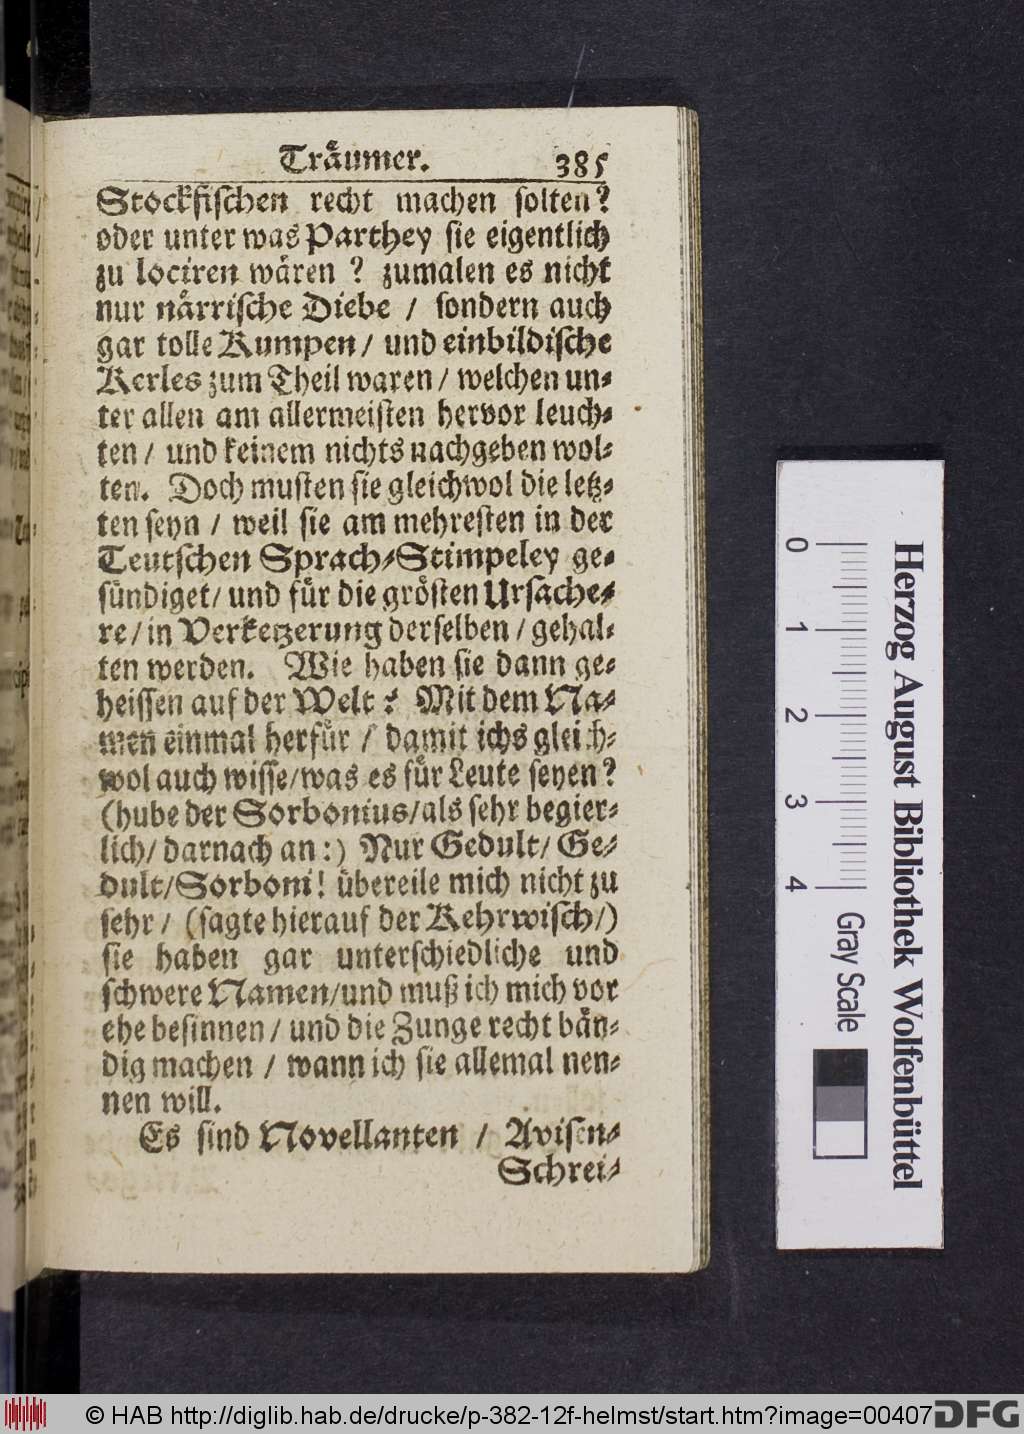 Träumer. 385
Stockfischen recht machen solten?
oder unter was Parthey sie eigentlich
zu lociren wären? zumalen es nicht
nur närrische Diebe / sondern auch
gar tolle Kumpen / und einbildische
Kerles zum Theil waren / welchen un-
ter allen am allermeisten hervor leuch-
ten / und keinem nichts nachgeben wol-
ten. Doch musten sie gleichwol die letz-
ten seyn / weil sie am mehresten in der
Teutschen Sprach-Stimpeley ge-
sündiget / und für die grösten Ursache-
re / in Verketzerung derselben / gehal-
ten werden. Wie haben sie dann ge-
heissen auf der Welt? Mit dem Na-
men einmal herfür / damit ichs gleich-
wol auch wisse / was es für Leute seyen?
(hube der Sorbonius / als sehr begier-
lich / darnach an:) Nur Gedult / Ge-
dult / Sorboni! übereile mich nicht zu
sehr / (sagte hierauf der Kehrwisch /)
sie haben gar unterschiedliche und
schwere Namen / und muß ich mich vor
ehe besinnen / und die Zunge recht bän-
dig machen / wann ich sie allemal nen-
nen will.
Es sind Novellanten / Avisen-
Schrei-
0 1 2 3 4
Gray Scale
Herzog August Bibliothek Wolfenbüttel
© HAB http://diglib.hab.de/drucke/p-382-12f-helmst/start.htm?image=00407
DFG